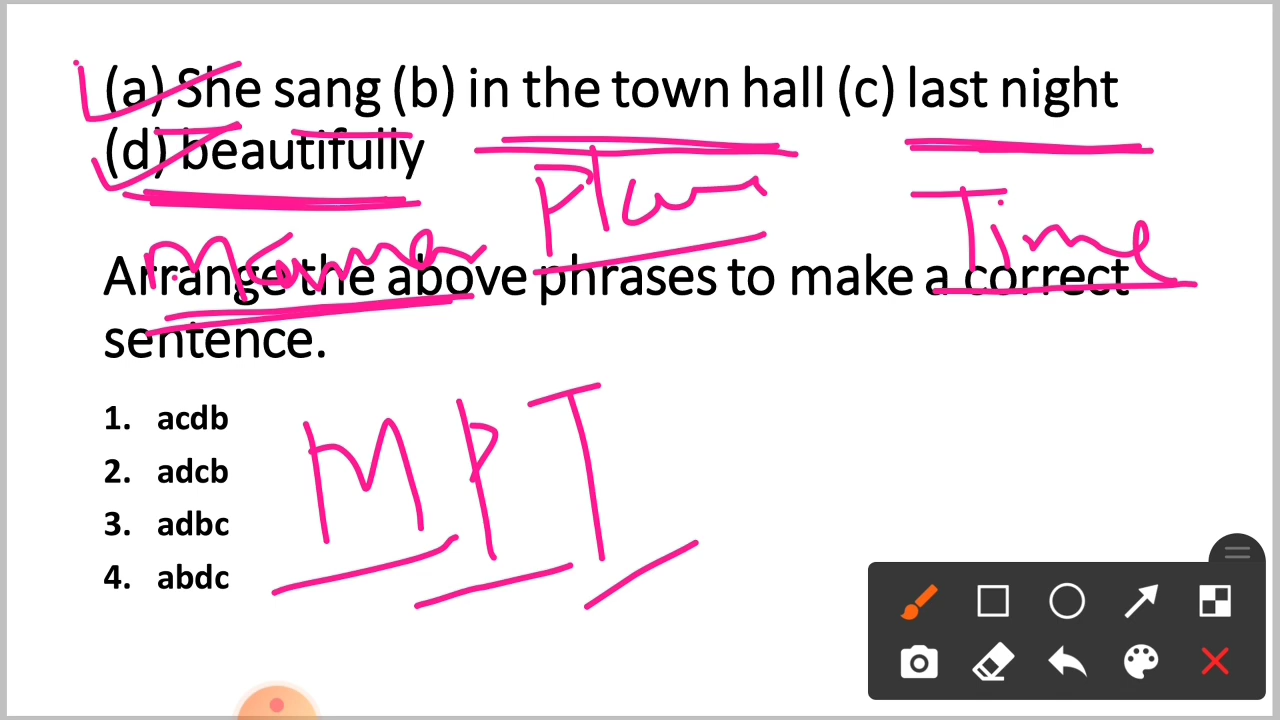 (a) She sang (b) in the town hall (c) last night
(d) beautifully
Place
Time
Manner
Arrange the above phrases to make a correct
sentence.
1. acdb
2. adcb
3. adbc
4. abdc
M P T